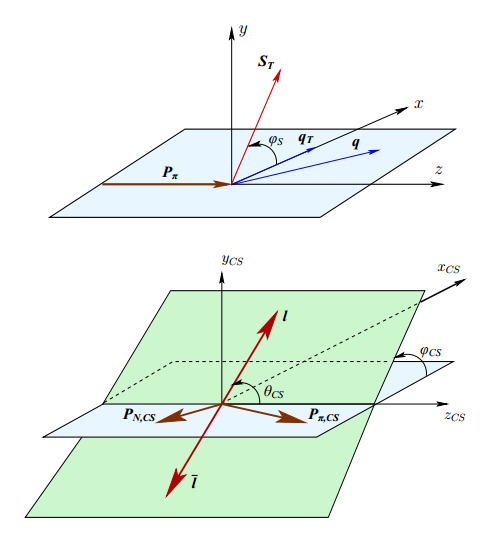 y
S_T
x
φ_S
q_T
q
P_π
z
y_CS
x_CS
l
φ_CS
θ_CS
P_N,CS
P_π,CS
z_CS
l̄